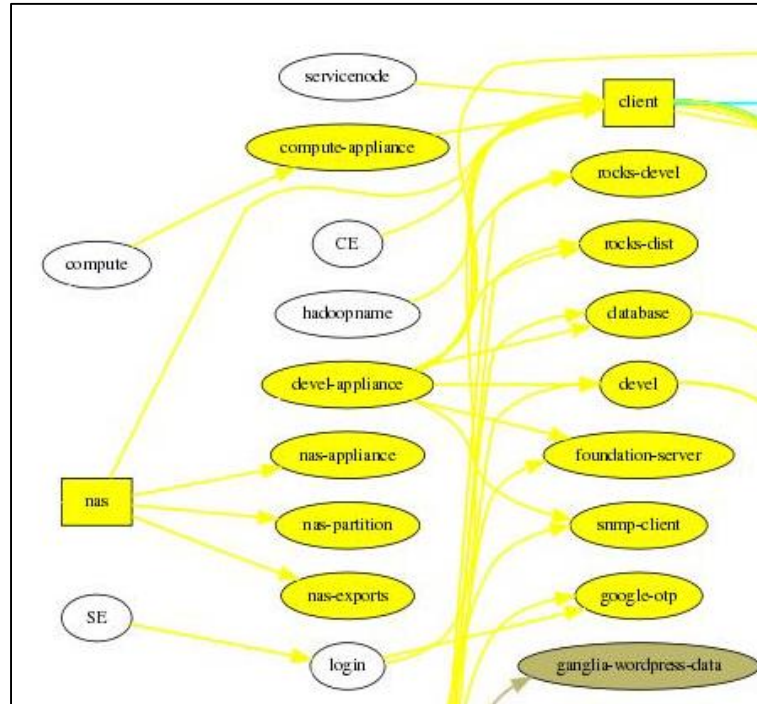 servicenode
client
compute-appliance
rocks-devel
CE
rocks-dist
compute
hadoopname
database
devel-appliance
devel
nas-appliance
foundation-server
nas
nas-partition
snmp-client
nas-exports
google-otp
SE
login
ganglia-wordpress-data